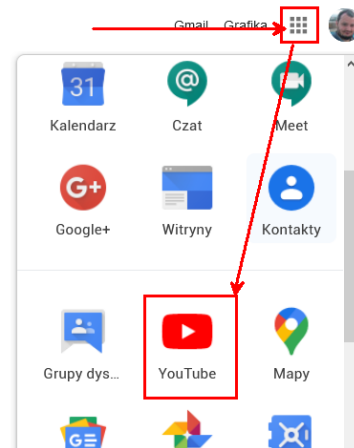 Gmail Grafika
31
Kalendarz Czat Meet
G+
Google+ Witryny Kontakty
Grupy dys... YouTube Mapy
G